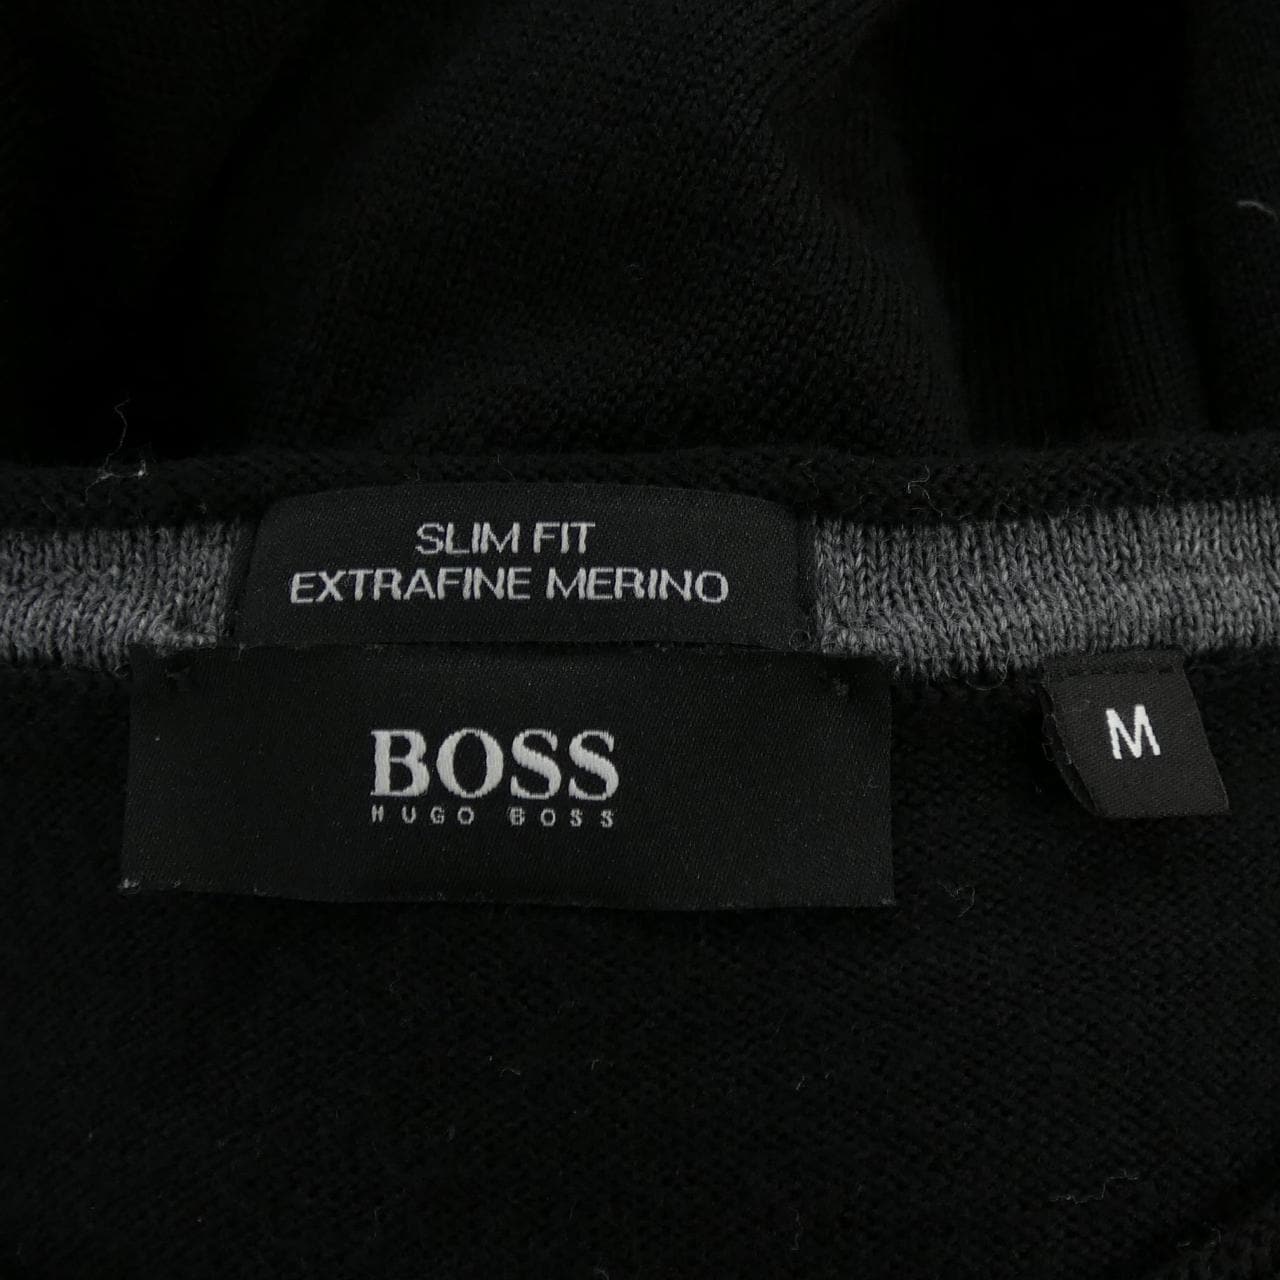 SLIM FIT
EXTRAFINE MERINO
BOSS
HUGO BOSS
M